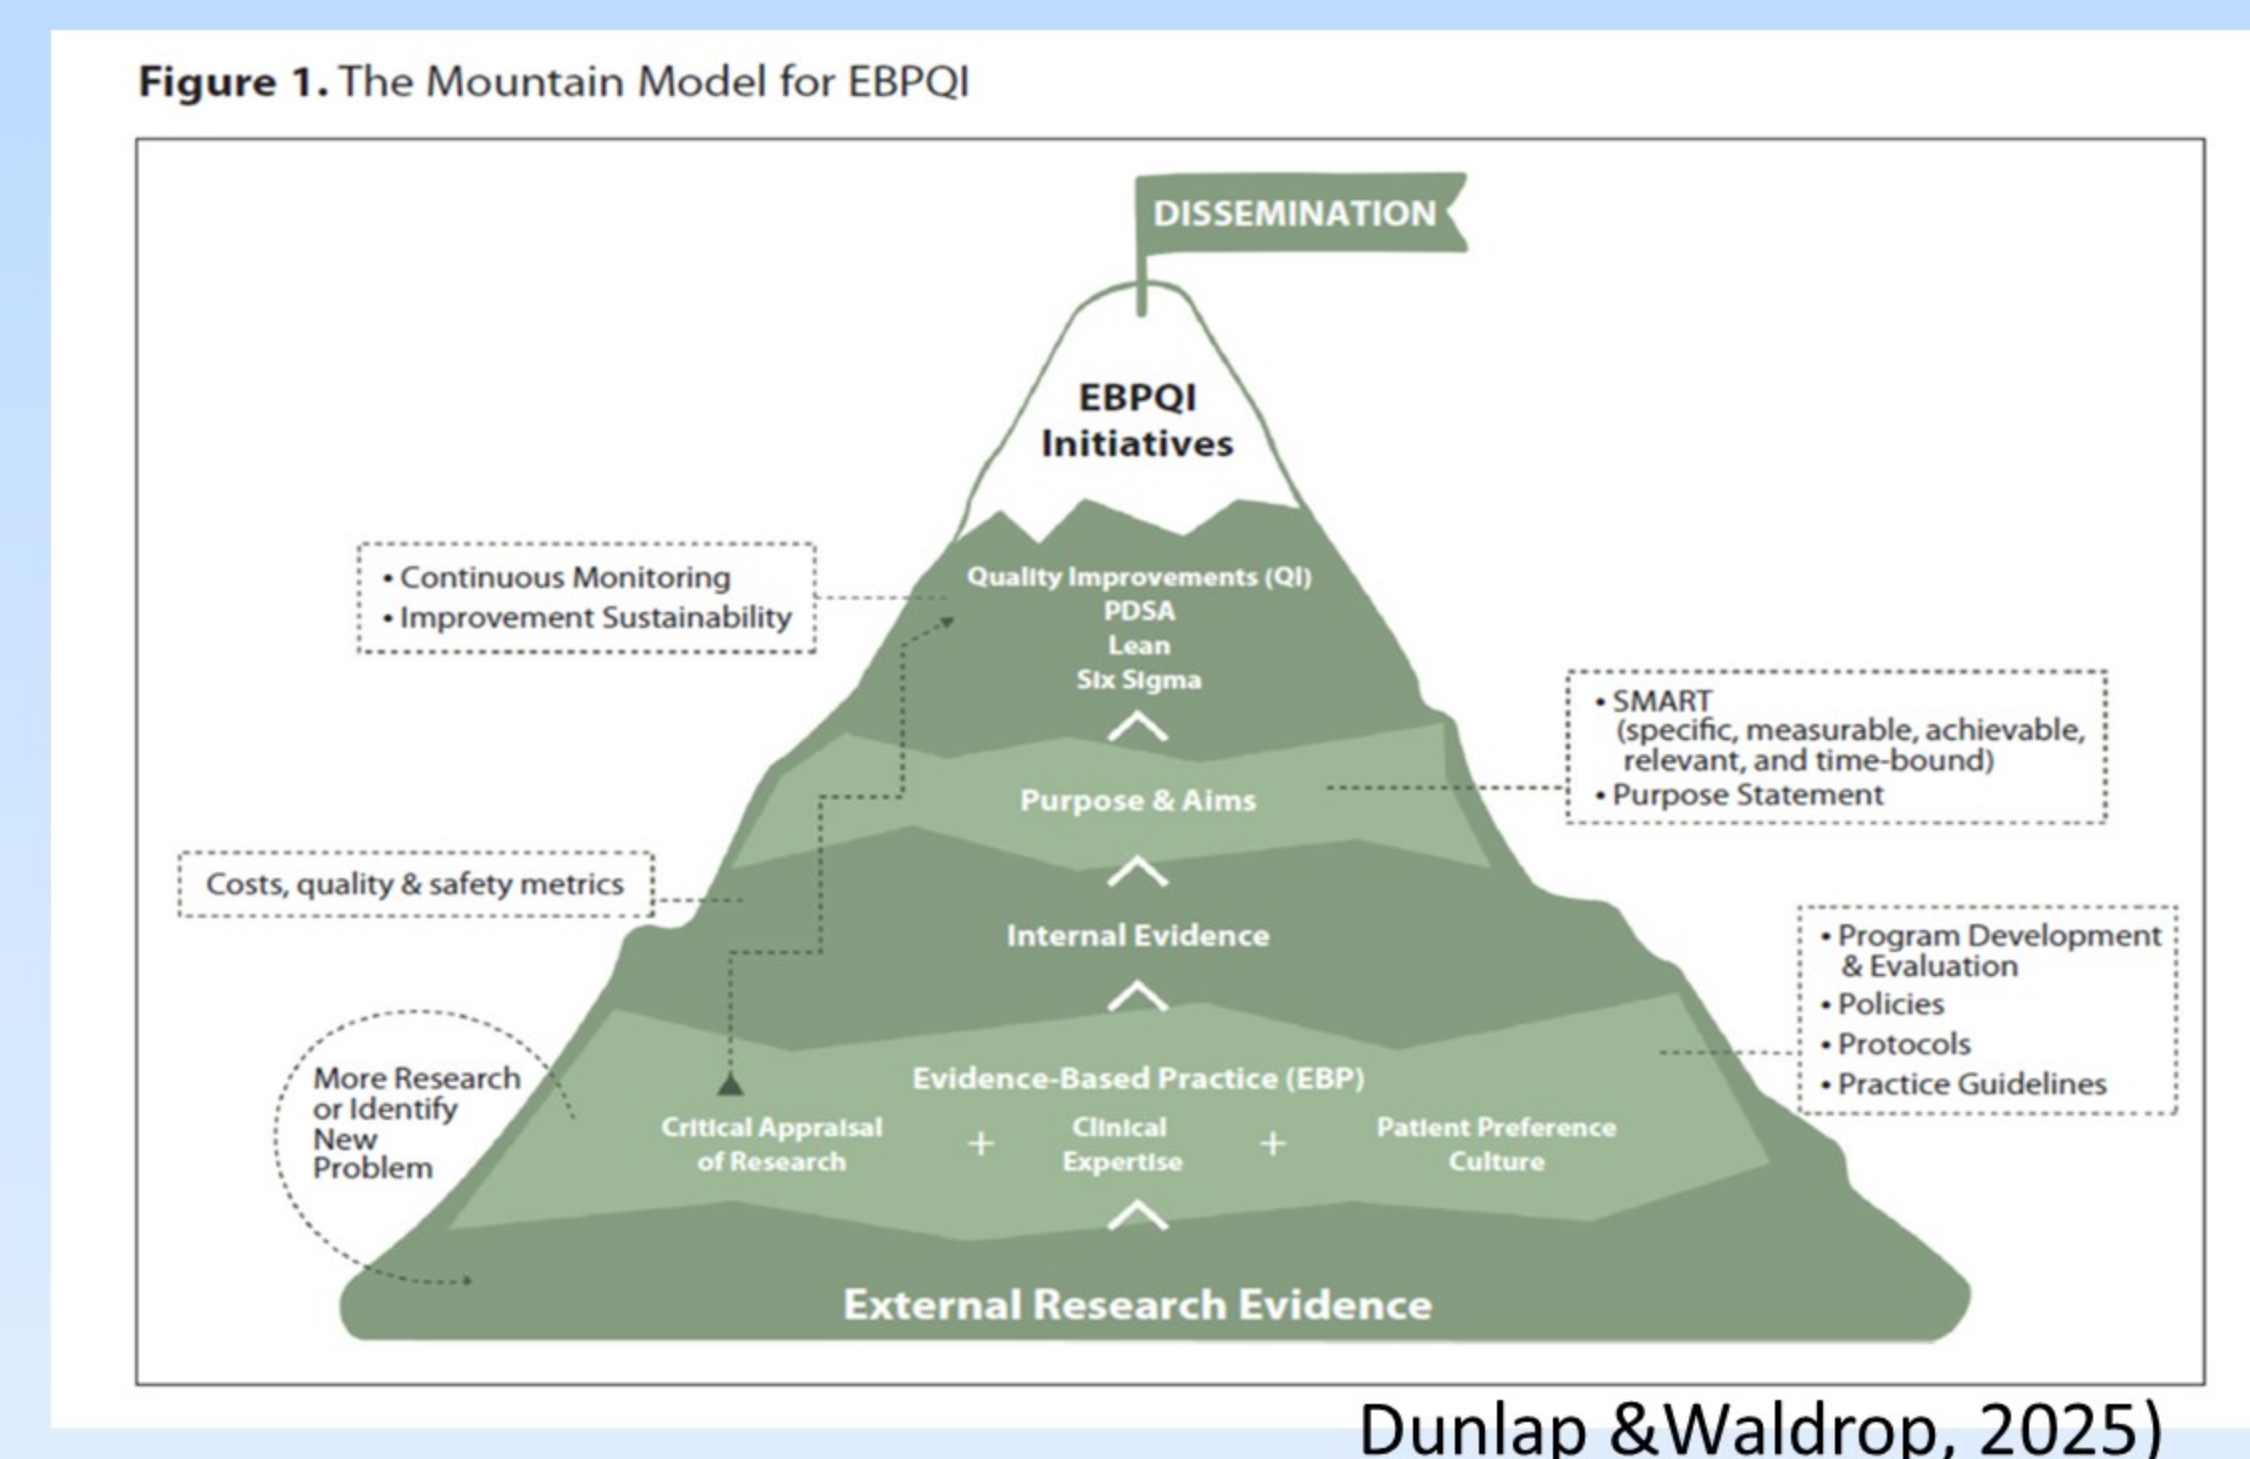 Figure 1. The Mountain Model for EBPQI
DISSEMINATION
EBPQI
Initiatives
• Continuous Monitoring
• Improvement Sustainability
Quality Improvements (QI)
PDSA
Lean
Six Sigma
• SMART
(specific, measurable, achievable,
relevant, and time-bound)
• Purpose Statement
Purpose & Aims
Costs, quality & safety metrics
Internal Evidence
• Program Development
& Evaluation
• Policies
• Protocols
• Practice Guidelines
More Research
or Identify
New
Problem
Evidence-Based Practice (EBP)
Critical Appraisal
of Research
+
Clinical
Expertise
+
Patient Preference
Culture
External Research Evidence
Dunlap &Waldrop, 2025)